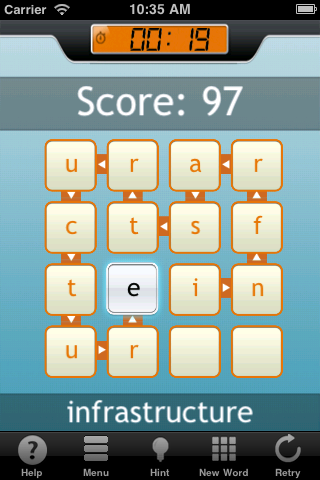 Carrier 10:35 AM
00:19
Score: 97
u r a r
c t s f
t e i n
u r
infrastructure
Help Menu Hint New Word Retry